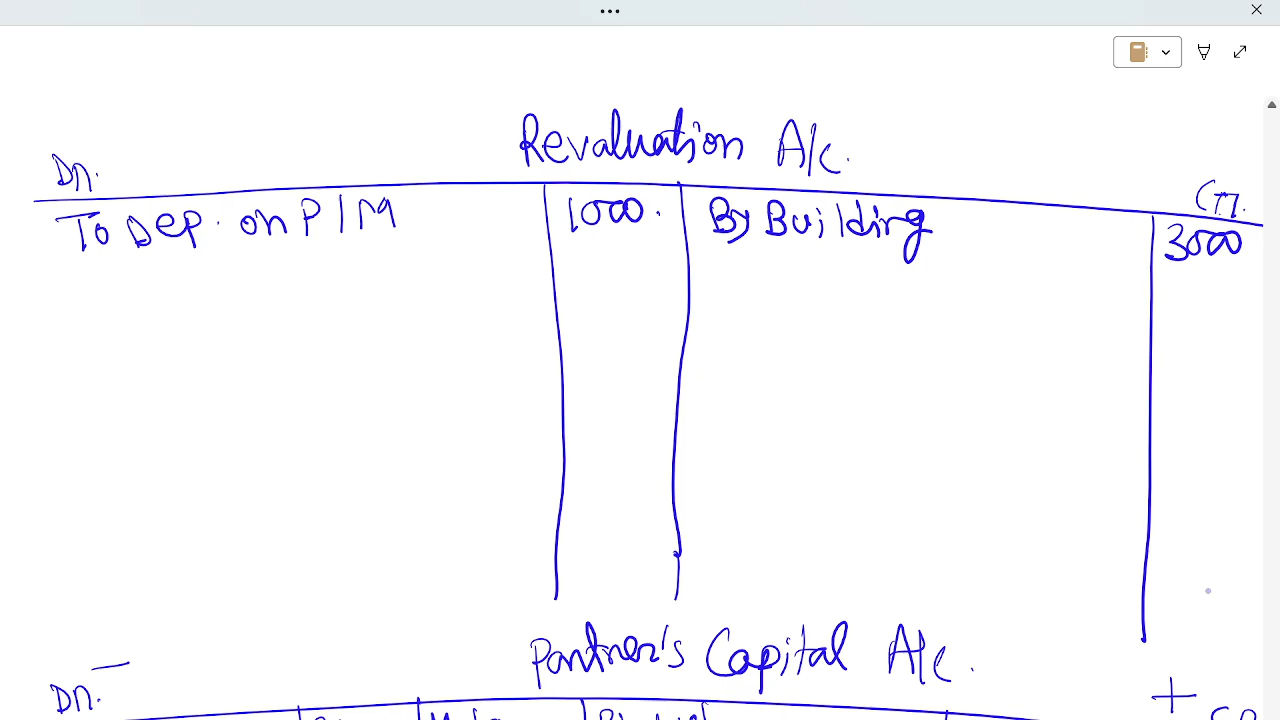 Revaluation A/c.
Dr. Cr.
To Dep. on P/M 1000. By Building 3000
Partner's Capital A/c.
Dr.